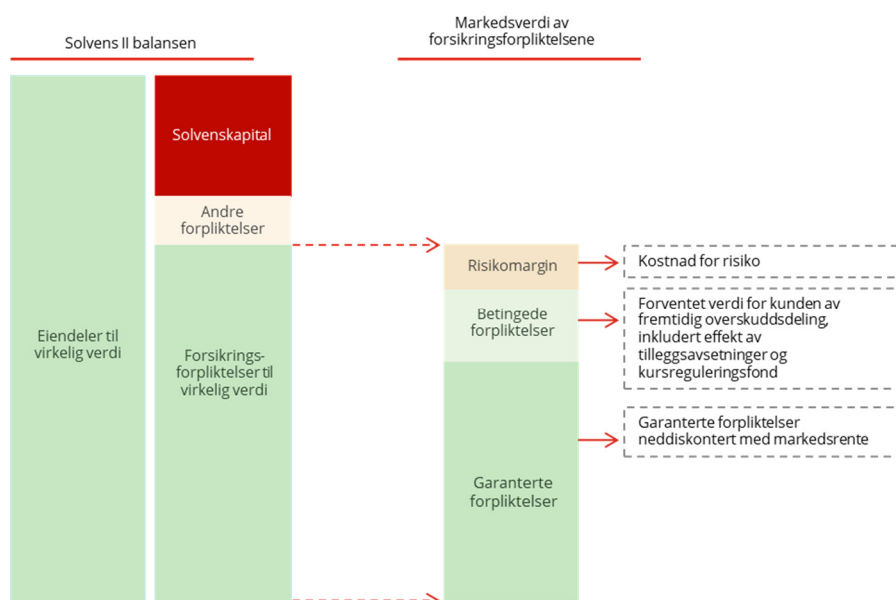 Solvens II balansen
Markedsverdi av
forsikringsforpliktelsene
Solvenskapital
Andre
forpliktelser
Eiendeler til
virkelig verdi
Forsikrings-
forpliktelser til
virkelig verdi
Risikomargin
Betingede
forpliktelser
Garanterte
forpliktelser
Kostnad for risiko
Forventet verdi for kunden av
fremtidig overskuddsdeling,
inkludert effekt av
tilleggsavsetninger og
kursreguleringsfond
Garanterte forpliktelser
neddiskontert med markedsrente